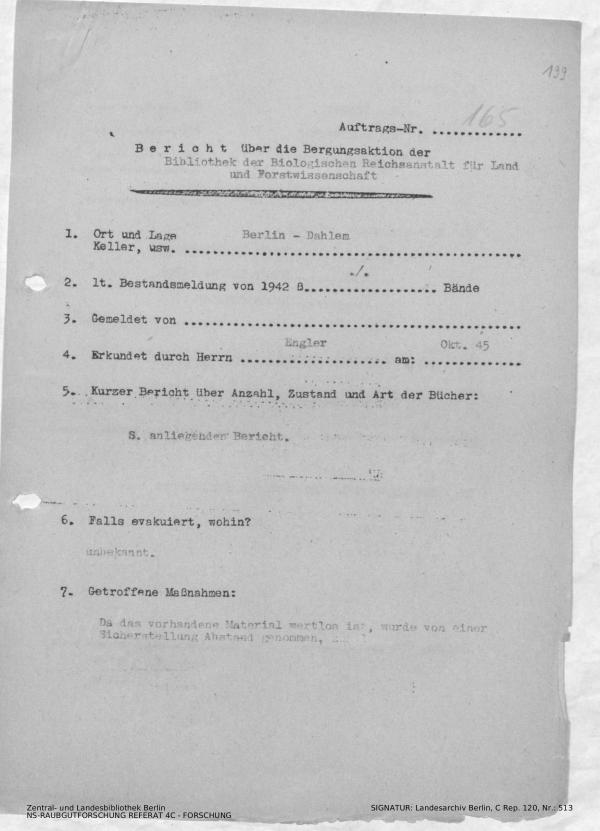 199
Auftrags-Nr. 165
B e r i c h t über die Bergungsaktion der
Bibliothek der Biologischen Reichsanstalt für Land
und Forstwissenschaft
1. Ort und Lage Berlin - Dahlem
Keller, usw. ..................................................
2. lt. Bestandsmeldung von 1942 8....../............. Bände
3. Gemeldet von ..................................................
4. Erkundet durch Herrn Engler am: Okt. 45
5. Kurzer Bericht über Anzahl, Zustand und Art der Bücher:
S. anliegenden Bericht.
6. Falls evakuiert, wohin?
unbekannt.
7. Getroffene Maßnahmen:
Da das vorhandene Material wertlos ist, wurde von einer
Sicherstellung Abstand genommen,
Zentral- und Landesbibliothek Berlin
NS-RAUBGUTFORSCHUNG REFERAT 4C - FORSCHUNG
SIGNATUR: Landesarchiv Berlin, C Rep. 120, Nr.: 513